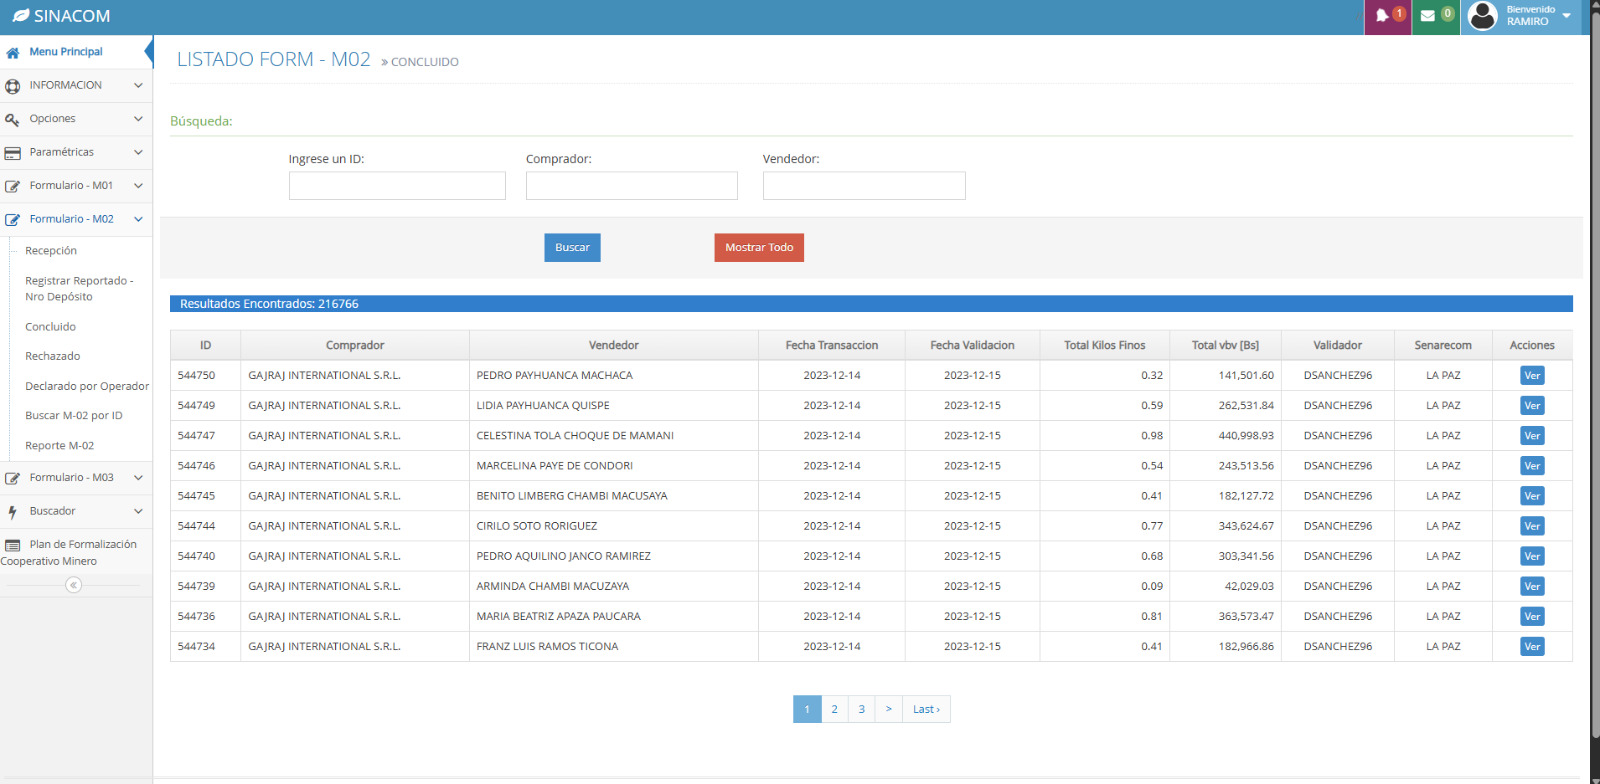 SINACOM
1
0
Bienvenido
RAMIRO
Menu Principal
INFORMACION
Opciones
Paramétricas
Formulario - M01
Formulario - M02
Recepción
Registrar Reportado -
Nro Depósito
Concluido
Rechazado
Declarado por Operador
Buscar M-02 por ID
Reporte M-02
Formulario - M03
Buscador
Plan de Formalización
Cooperativo Minero
«
LISTADO FORM - M02 » CONCLUIDO
Búsqueda:
Ingrese un ID: Comprador: Vendedor:
Buscar Mostrar Todo
Resultados Encontrados: 216766
ID Comprador Vendedor Fecha Transaccion Fecha Validacion Total Kilos Finos Total vbv [Bs] Validador Senarecom Acciones
544750 GAJRAJ INTERNATIONAL S.R.L. PEDRO PAYHUANCA MACHACA 2023-12-14 2023-12-15 0.32 141,501.60 DSANCHEZ96 LA PAZ Ver
544749 GAJRAJ INTERNATIONAL S.R.L. LIDIA PAYHUANCA QUISPE 2023-12-14 2023-12-15 0.59 262,531.84 DSANCHEZ96 LA PAZ Ver
544747 GAJRAJ INTERNATIONAL S.R.L. CELESTINA TOLA CHOQUE DE MAMANI 2023-12-14 2023-12-15 0.98 440,998.93 DSANCHEZ96 LA PAZ Ver
544746 GAJRAJ INTERNATIONAL S.R.L. MARCELINA PAYE DE CONDORI 2023-12-14 2023-12-15 0.54 243,513.56 DSANCHEZ96 LA PAZ Ver
544745 GAJRAJ INTERNATIONAL S.R.L. BENITO LIMBERG CHAMBI MACUSAYA 2023-12-14 2023-12-15 0.41 182,127.72 DSANCHEZ96 LA PAZ Ver
544744 GAJRAJ INTERNATIONAL S.R.L. CIRILO SOTO RORIGUEZ 2023-12-14 2023-12-15 0.77 343,624.67 DSANCHEZ96 LA PAZ Ver
544740 GAJRAJ INTERNATIONAL S.R.L. PEDRO AQUILINO JANCO RAMIREZ 2023-12-14 2023-12-15 0.68 303,341.56 DSANCHEZ96 LA PAZ Ver
544739 GAJRAJ INTERNATIONAL S.R.L. ARMINDA CHAMBI MACUZAYA 2023-12-14 2023-12-15 0.09 42,029.03 DSANCHEZ96 LA PAZ Ver
544736 GAJRAJ INTERNATIONAL S.R.L. MARIA BEATRIZ APAZA PAUCARA 2023-12-14 2023-12-15 0.81 363,573.47 DSANCHEZ96 LA PAZ Ver
544734 GAJRAJ INTERNATIONAL S.R.L. FRANZ LUIS RAMOS TICONA 2023-12-14 2023-12-15 0.41 182,966.86 DSANCHEZ96 LA PAZ Ver
1 2 3 > Last ›